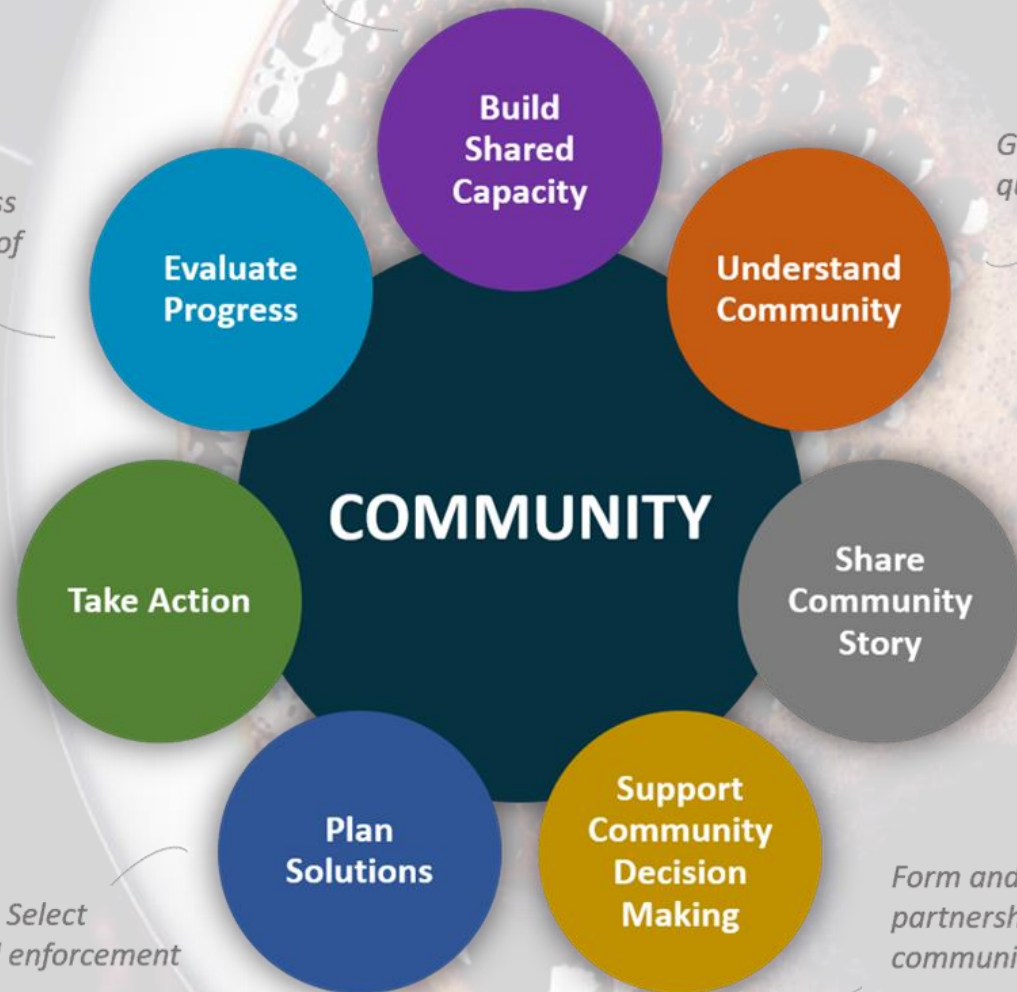 Build
Shared
Capacity
Understand
Community
Share
Community
Story
Support
Community
Decision
Making
Plan
Solutions
Take Action
Evaluate
Progress
COMMUNITY
of
Select
enforcement
Form and